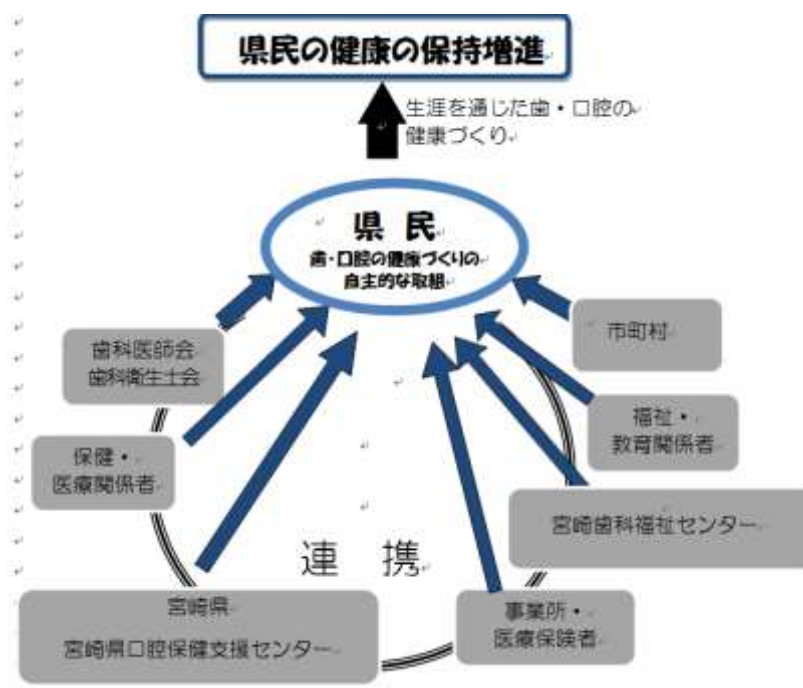 県民の健康の保持増進
生涯を通じた歯・口腔の
健康づくり
県 民
歯・口腔の健康づくりの
自主的な取組
歯科医師会
歯科衛生士会
市町村
福祉・
教育関係者
保健・
医療関係者
宮崎歯科福祉センター
連 携
宮崎県
宮崎県口腔保健支援センター
事業所・
医療保険者